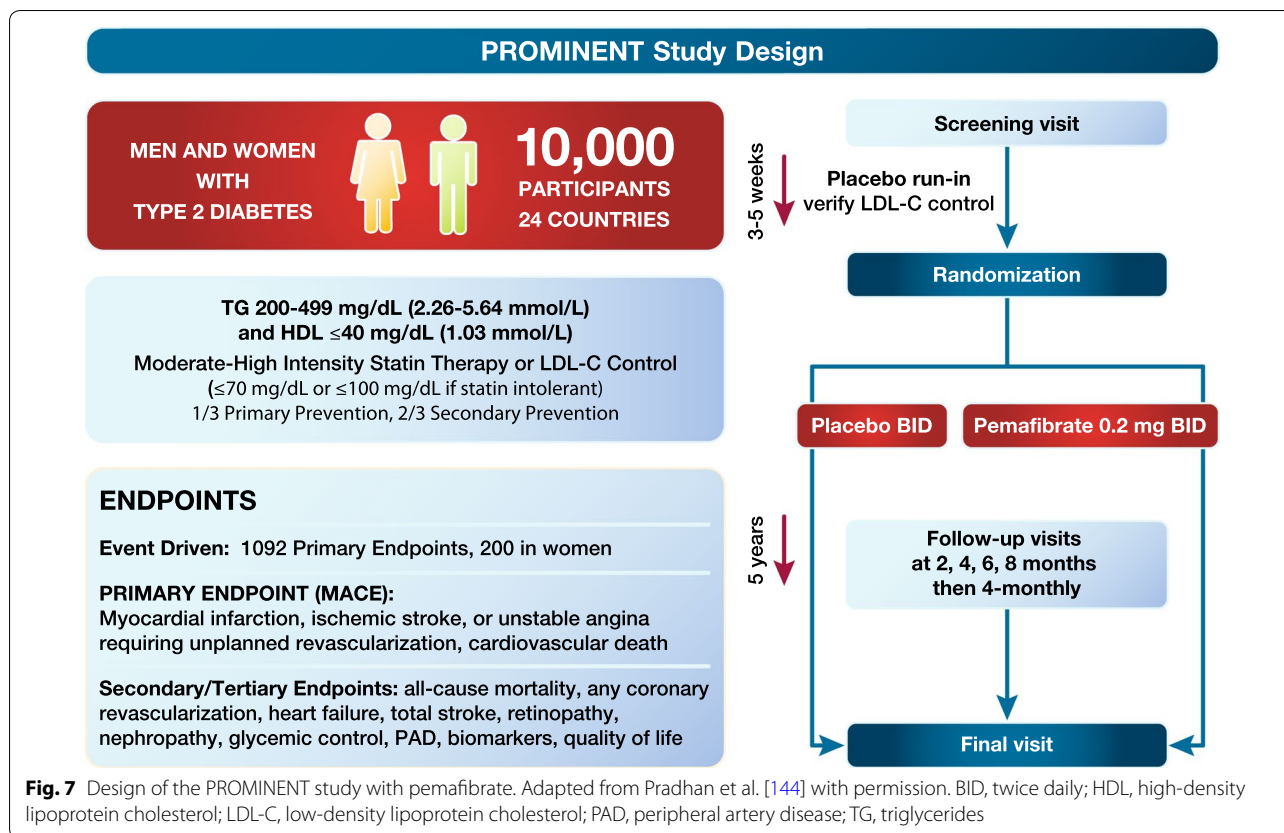 PROMINENT Study Design
MEN AND WOMEN
WITH
TYPE 2 DIABETES
10,000
PARTICIPANTS
24 COUNTRIES
TG 200-499 mg/dL (2.26-5.64 mmol/L)
and HDL ≤40 mg/dL (1.03 mmol/L)
Moderate-High Intensity Statin Therapy or LDL-C Control
(≤70 mg/dL or ≤100 mg/dL if statin intolerant)
1/3 Primary Prevention, 2/3 Secondary Prevention
ENDPOINTS
Event Driven: 1092 Primary Endpoints, 200 in women
PRIMARY ENDPOINT (MACE):
Myocardial infarction, ischemic stroke, or unstable angina
requiring unplanned revascularization, cardiovascular death
Secondary/Tertiary Endpoints: all-cause mortality, any coronary
revascularization, heart failure, total stroke, retinopathy,
nephropathy, glycemic control, PAD, biomarkers, quality of life
Screening visit
3-5 weeks
Placebo run-in
verify LDL-C control
Randomization
Placebo BID
Pemafibrate 0.2 mg BID
5 years
Follow-up visits
at 2, 4, 6, 8 months
then 4-monthly
Final visit
Fig. 7 Design of the PROMINENT study with pemafibrate. Adapted from Pradhan et al. [144] with permission. BID, twice daily; HDL, high-density
lipoprotein cholesterol; LDL-C, low-density lipoprotein cholesterol; PAD, peripheral artery disease; TG, triglycerides